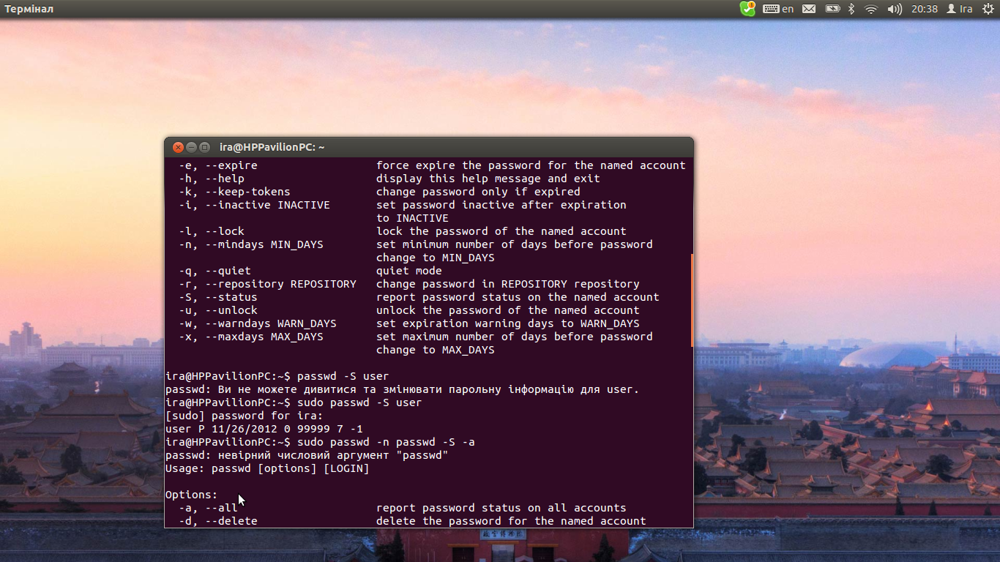 Термінал
en
20:38
Ira
ira@HPPavilionPC: ~
-e, --expire force expire the password for the named account
-h, --help display this help message and exit
-k, --keep-tokens change password only if expired
-i, --inactive INACTIVE set password inactive after expiration
to INACTIVE
-l, --lock lock the password of the named account
-n, --mindays MIN_DAYS set minimum number of days before password
change to MIN_DAYS
-q, --quiet quiet mode
-r, --repository REPOSITORY change password in REPOSITORY repository
-S, --status report password status on the named account
-u, --unlock unlock the password of the named account
-w, --warndays WARN_DAYS set expiration warning days to WARN_DAYS
-x, --maxdays MAX_DAYS set maximum number of days before password
change to MAX_DAYS
ira@HPPavilionPC:~$ passwd -S user
passwd: Ви не можете дивитися та змінювати парольну інформацію для user.
ira@HPPavilionPC:~$ sudo passwd -S user
[sudo] password for ira:
user P 11/26/2012 0 99999 7 -1
ira@HPPavilionPC:~$ sudo passwd -n passwd -S -a
passwd: невірний числовий аргумент "passwd"
Usage: passwd [options] [LOGIN]
Options:
-a, --all report password status on all accounts
-d, --delete delete the password for the named account